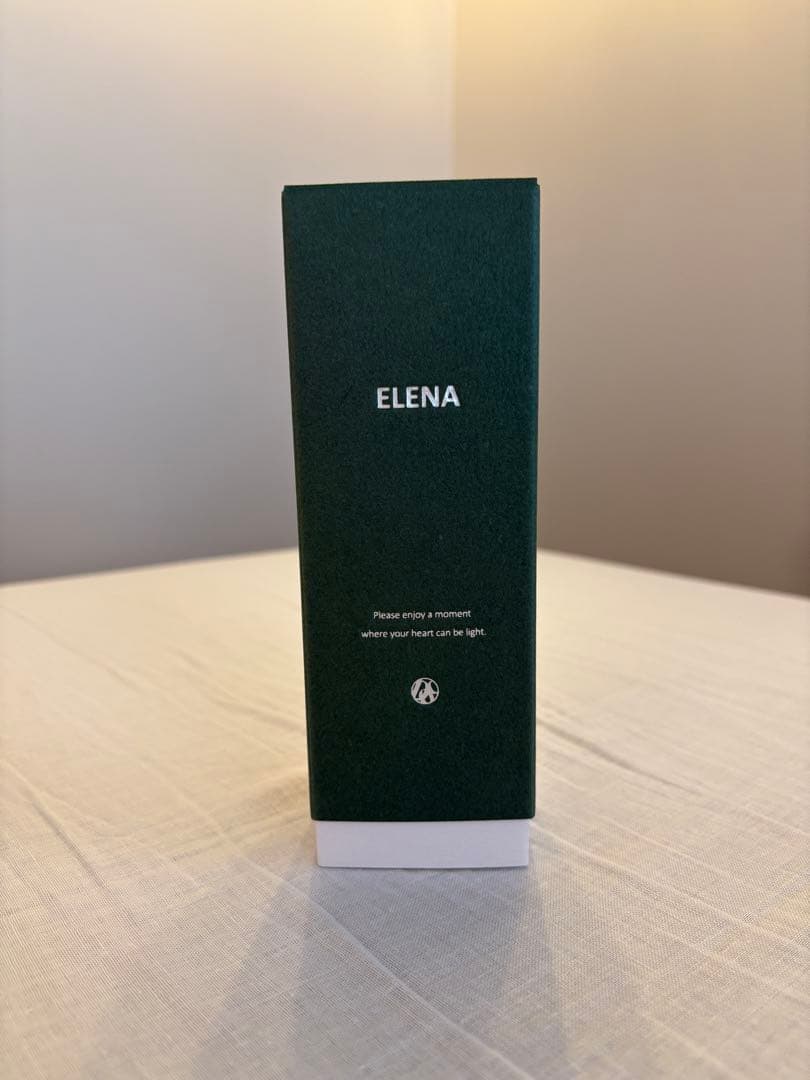 ELENA
Please enjoy a moment
where your heart can be light.